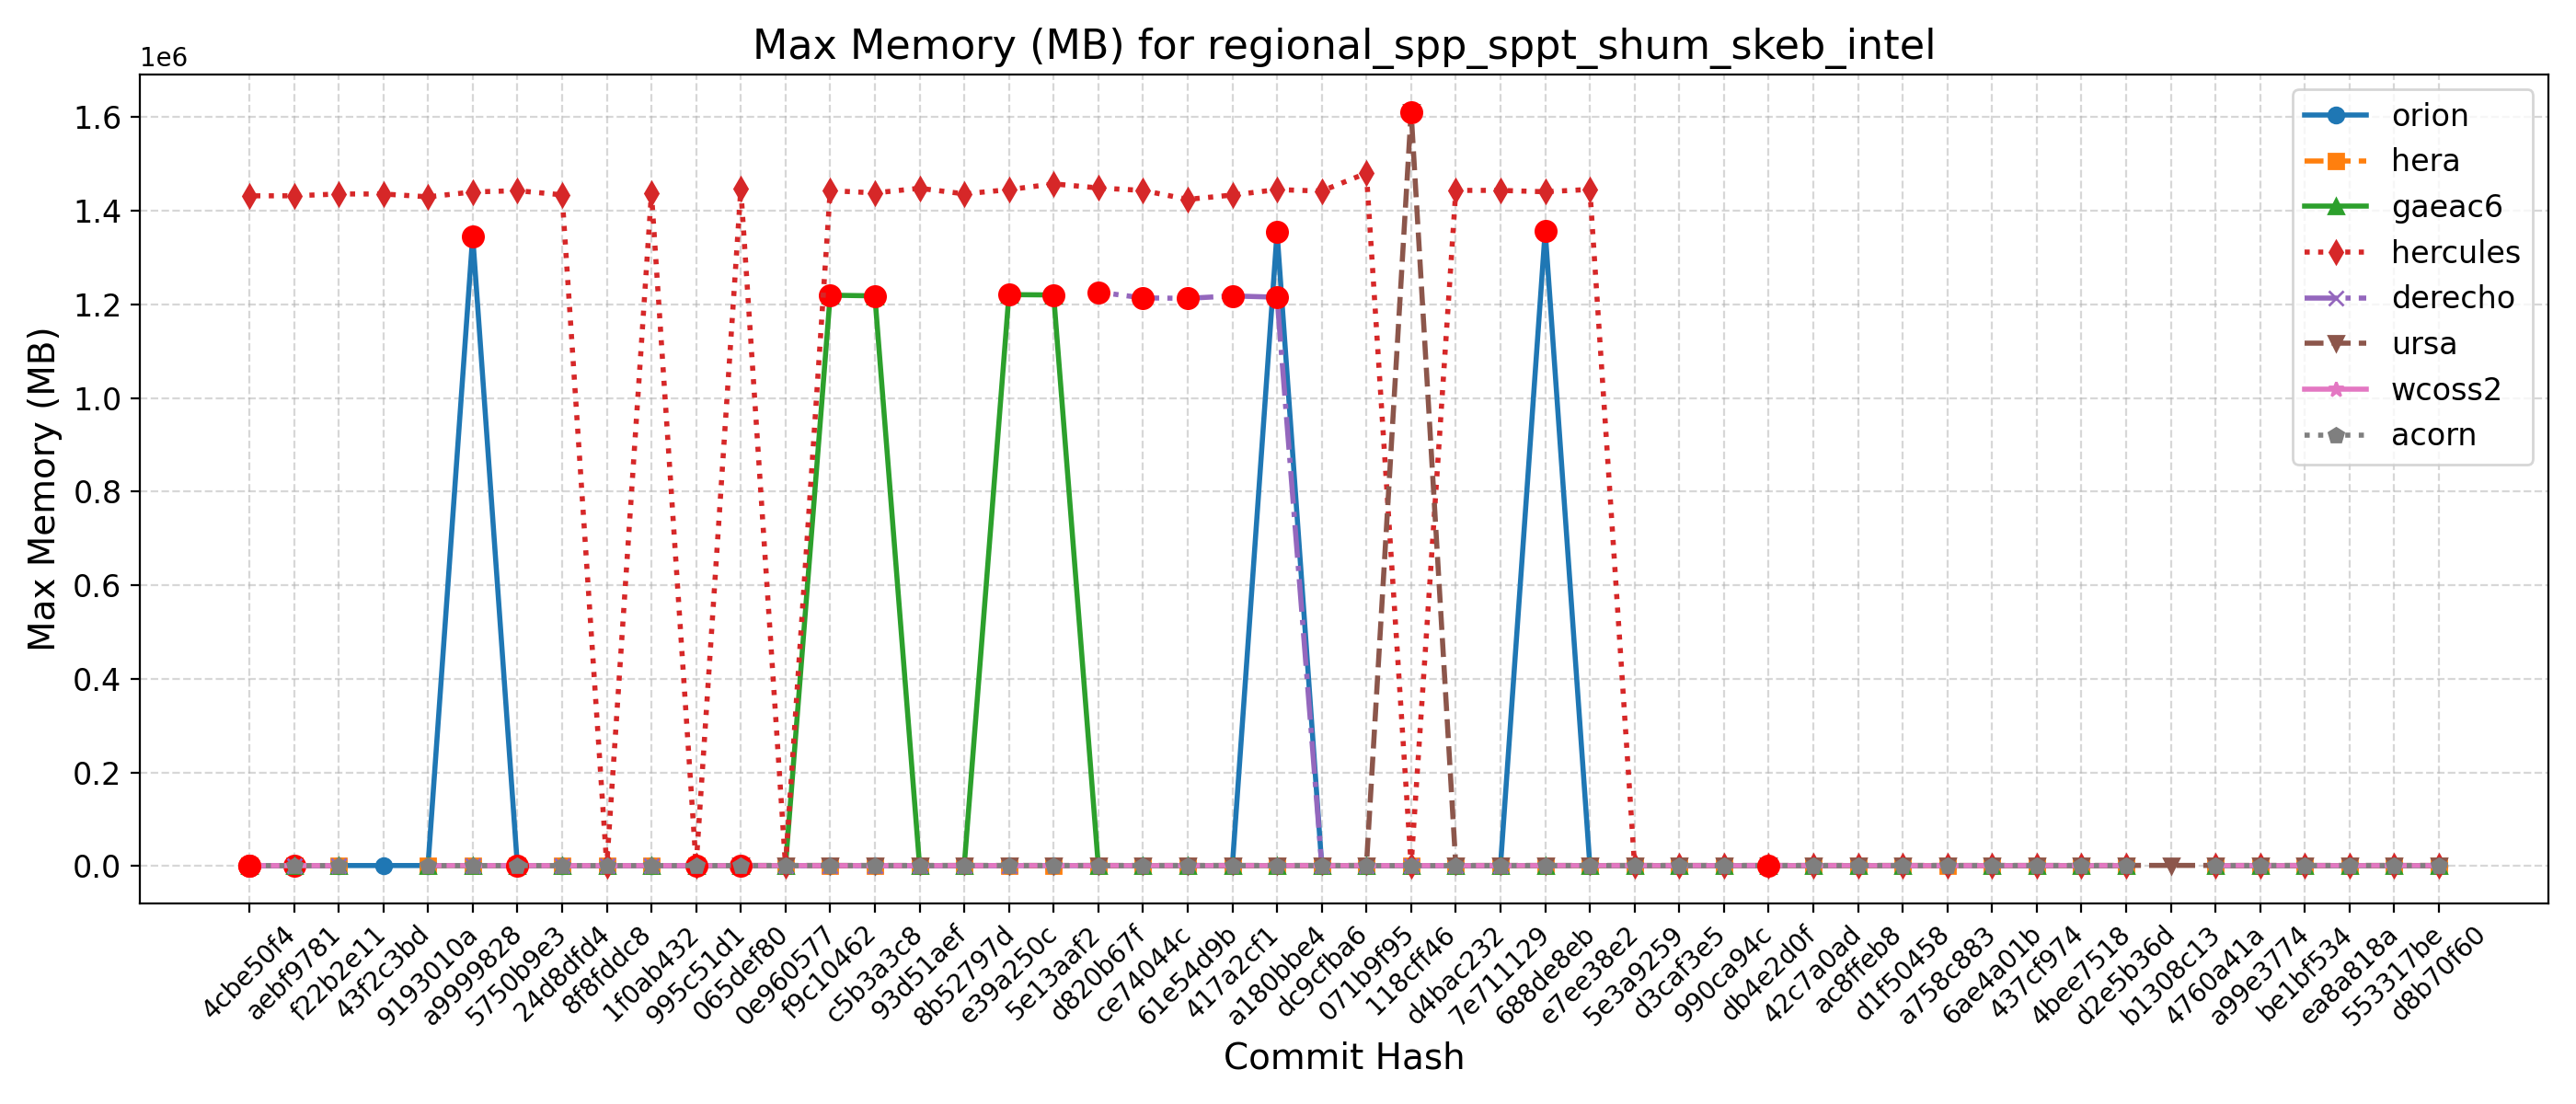 Max Memory (MB) for regional_spp_sppt_shum_skeb_intel
1e6
1.6
1.4
1.2
1.0
0.8
0.6
0.4
0.2
0.0
Max Memory (MB)
orion
hera
gaeac6
hercules
derecho
ursa
wcoss2
acorn
4cbe50f4
aebf9781
f22b2e11
43f2c3bd
9193010a
a9999828
5750b9e3
24d8dfd4
8f8fddc8
1f0ab432
995c51d1
065def80
0e960577
f9c10462
c5b3a3c8
93d51aef
8b52797d
e39a250c
5e13aaf2
d820b67f
ce74044c
61e54d9b
417a2cf1
a180bbe4
dc9cfba6
071b9f95
118cff46
d4bac232
7e711129
688de8eb
e7ee38e2
5e3a9259
d3caf3e5
990ca94c
db4e2d0f
42c7a0ad
ac8ffeb8
d1f50458
a758c883
6ae4a01b
437cf974
4bee7518
d2e5b36d
b1308c13
4760a41a
a99e3774
be1bf534
ea8a818a
553317be
d8b70f60
Commit Hash